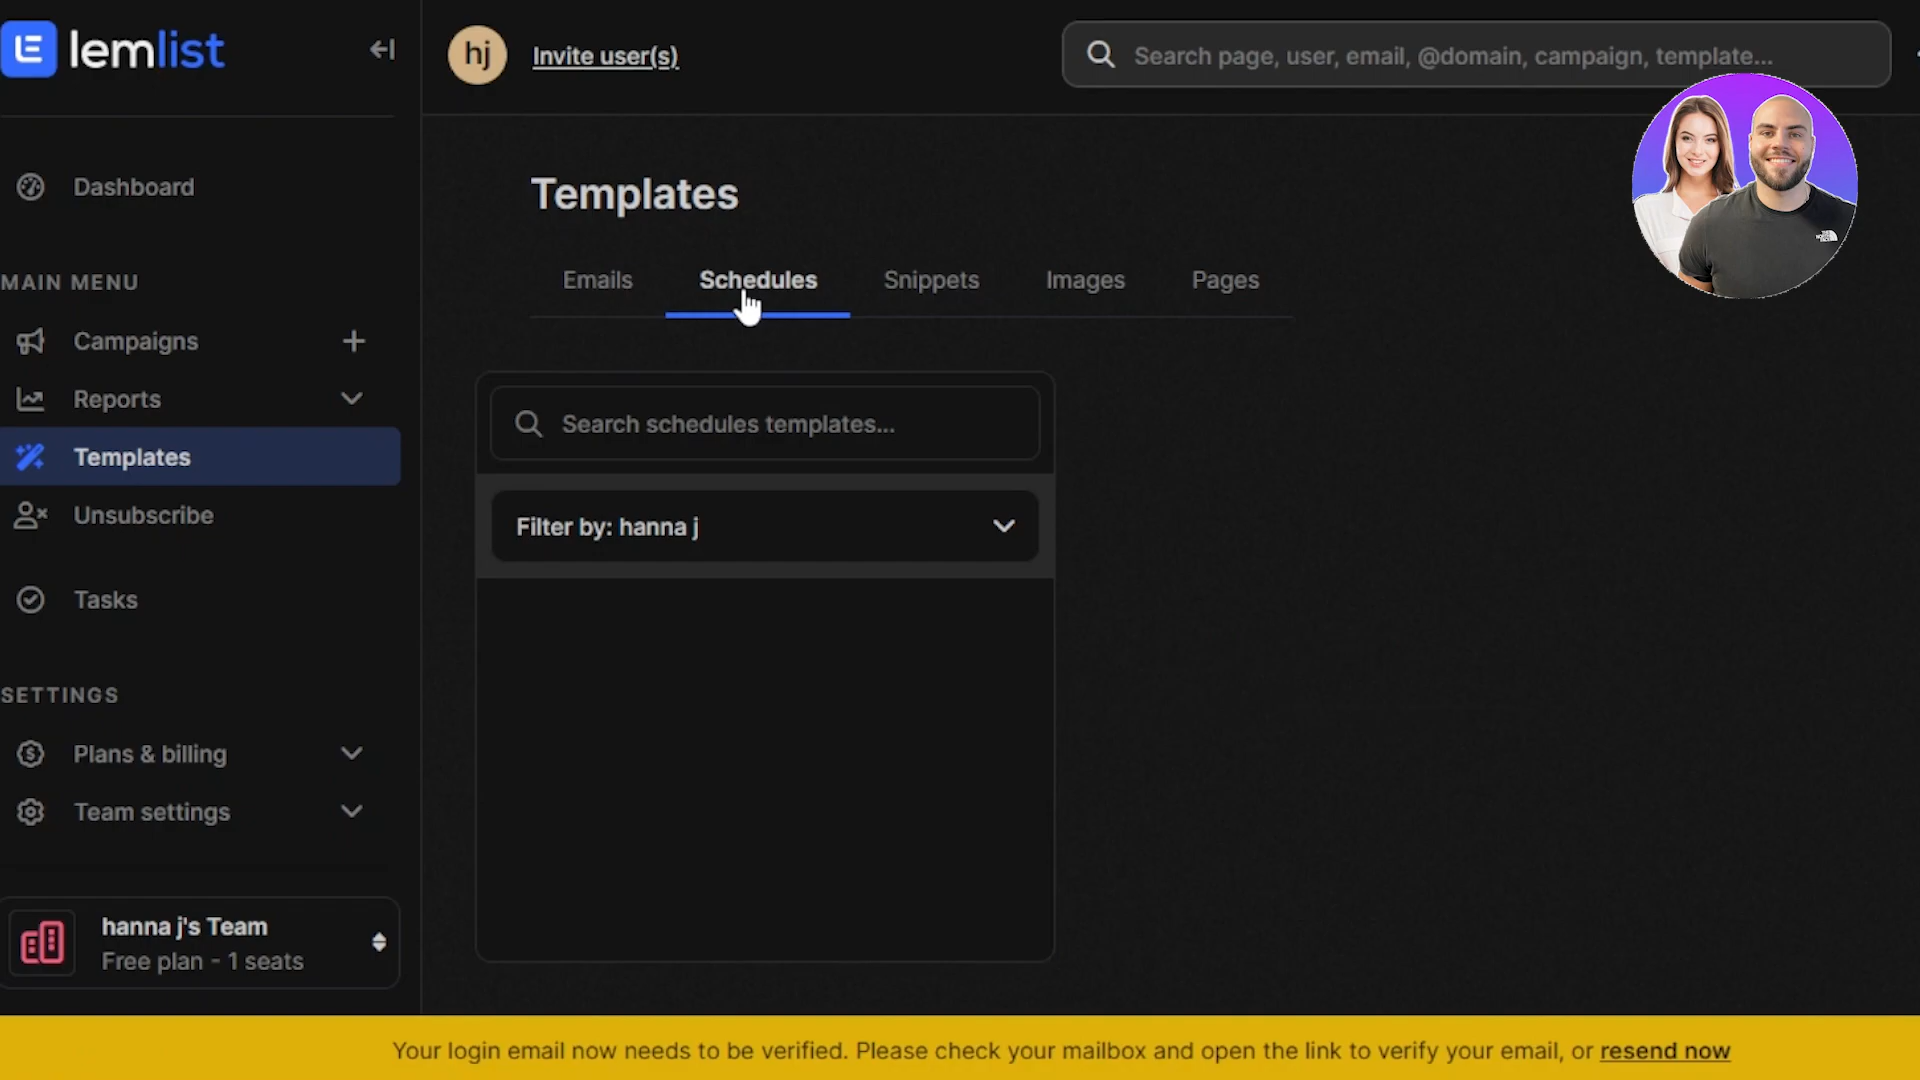 lemlist
hj
Invite user(s)
Search page, user, email, @domain, campaign, template...
Dashboard
MAIN MENU
Campaigns
Reports
Templates
Unsubscribe
Tasks
SETTINGS
Plans & billing
Team settings
hanna j's Team
Free plan - 1 seats
Templates
Emails Schedules Snippets Images Pages
Search schedules templates...
Filter by: hanna j
Your login email now needs to be verified. Please check your mailbox and open the link to verify your email, or resend now